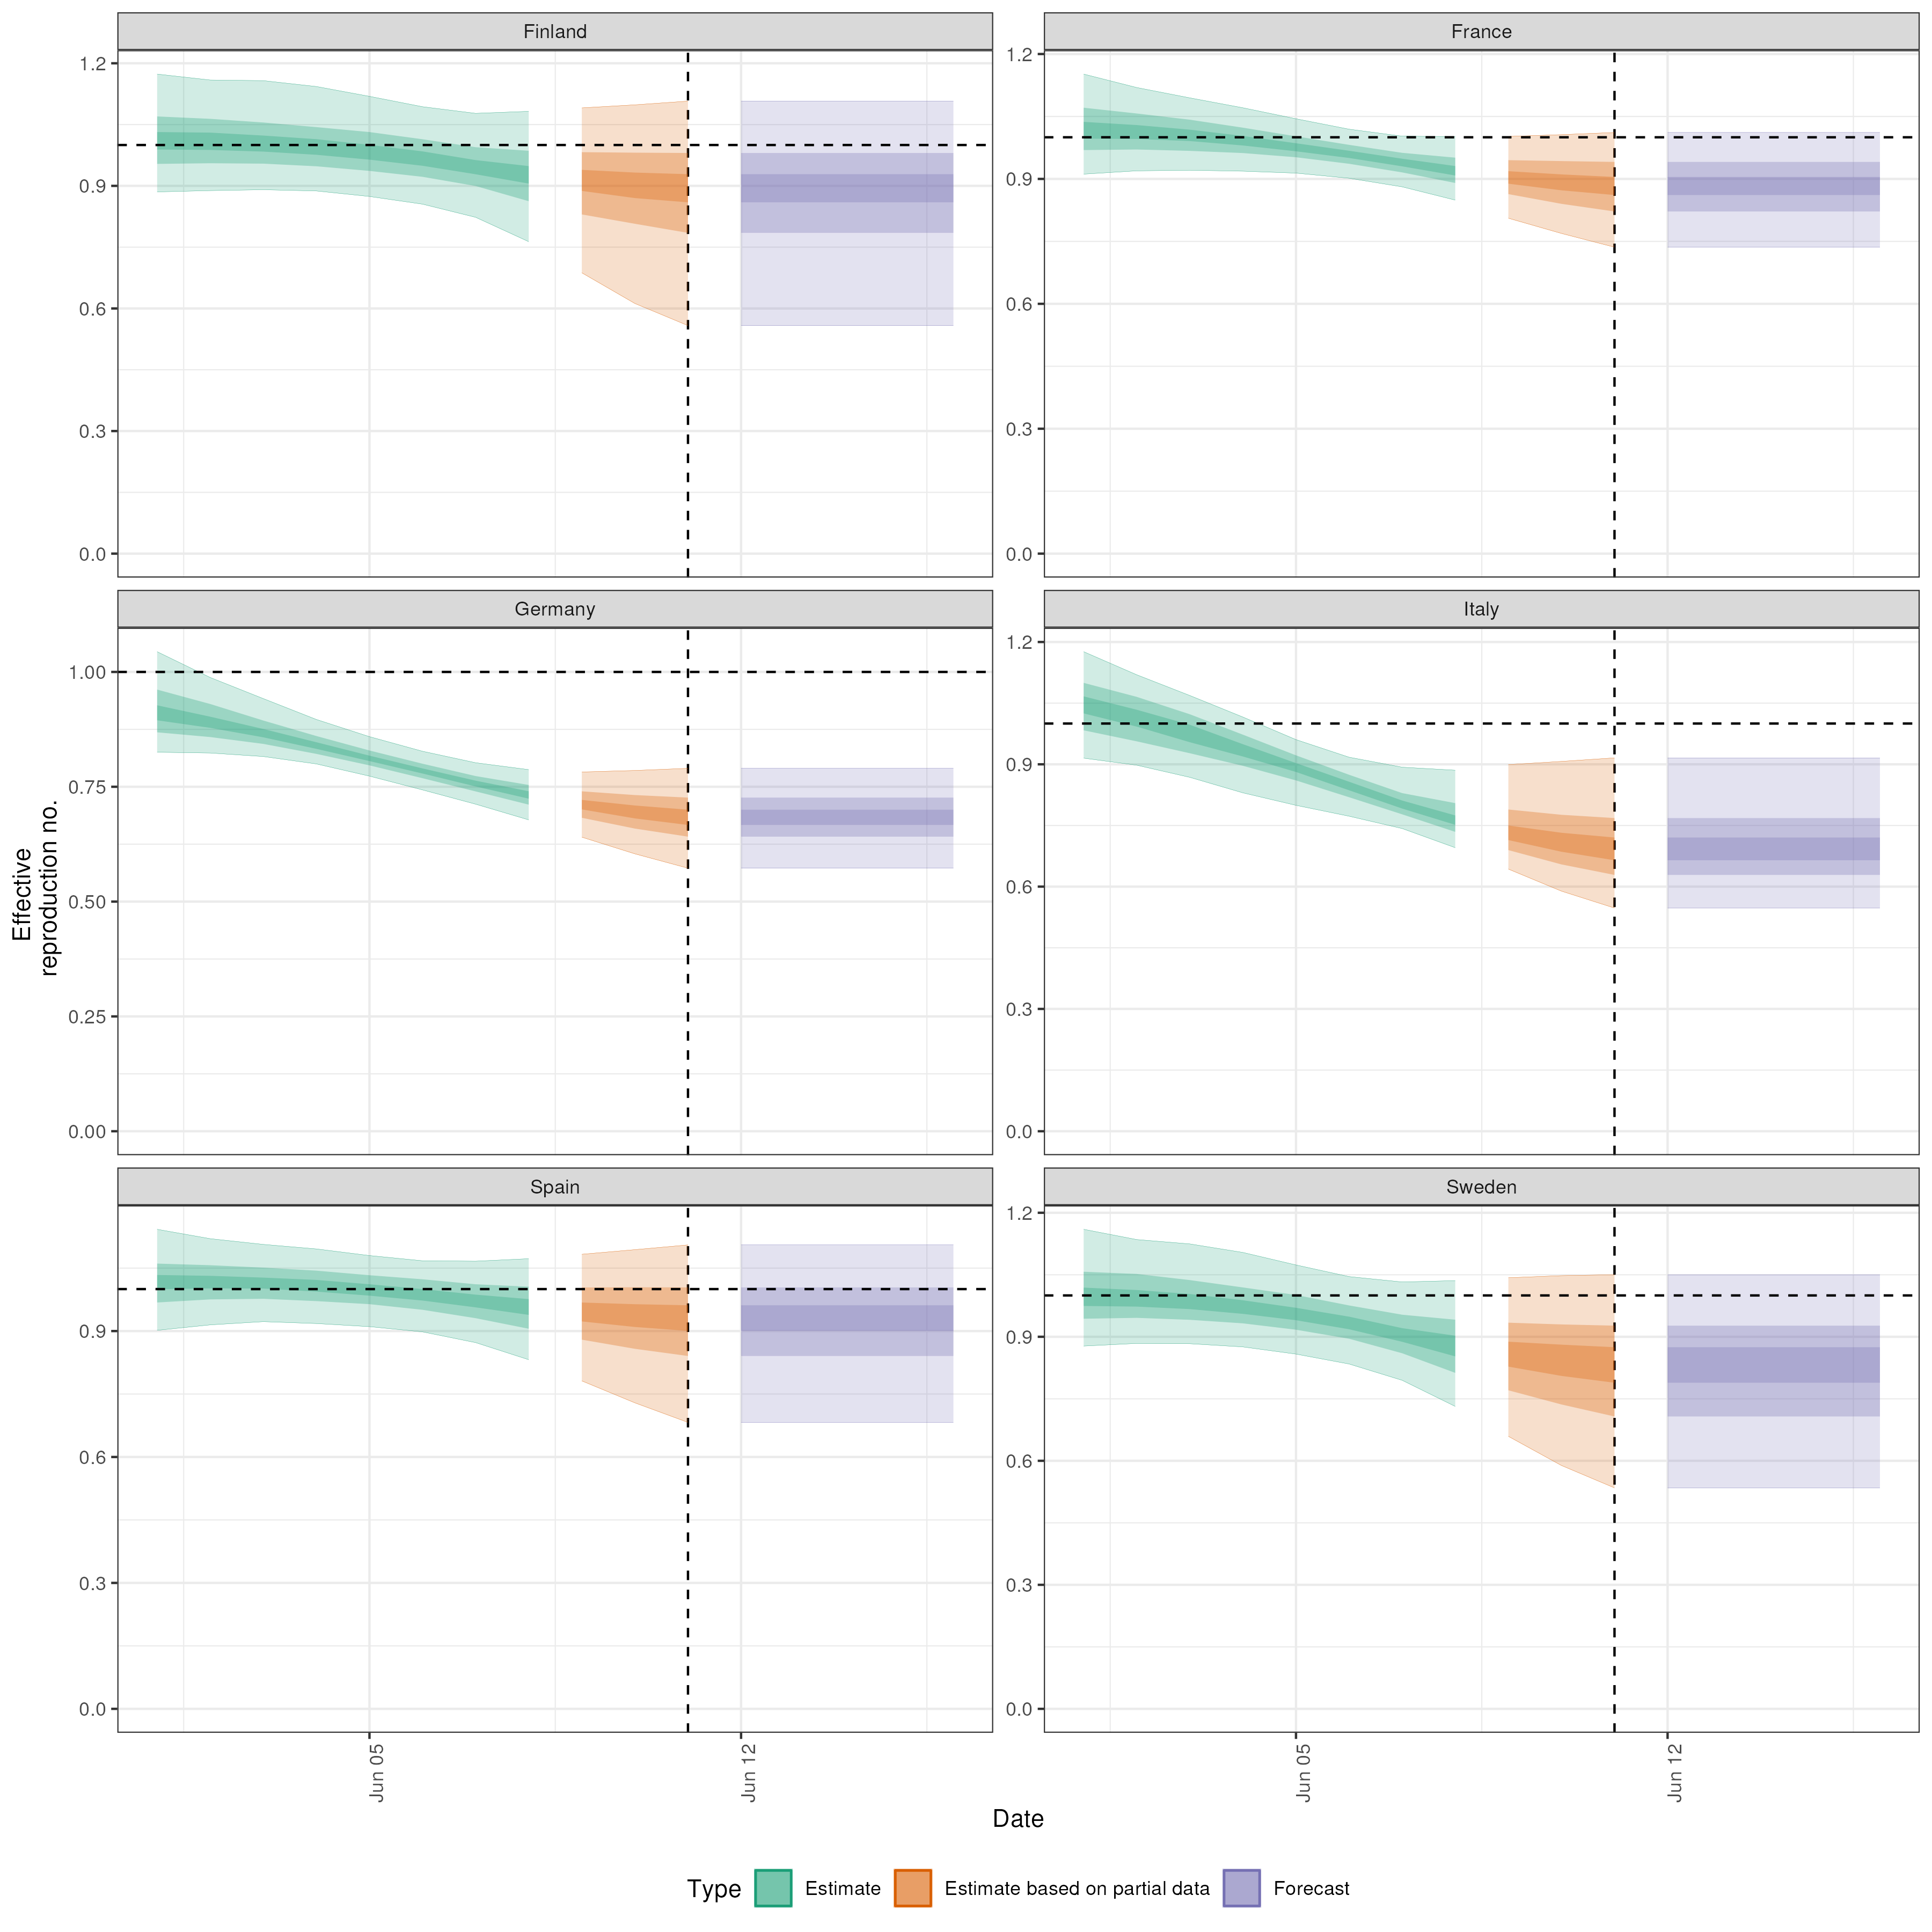 Finland
France
1.2
0.9
0.6
0.3
0.0
1.2
0.9
0.6
0.3
0.0
Germany
Italy
1.00
0.75
0.50
0.25
0.00
1.2
0.9
0.6
0.3
0.0
Effective
reproduction no.
Spain
Sweden
0.9
0.6
0.3
0.0
1.2
0.9
0.6
0.3
0.0
Jun 05
Jun 12
Jun 05
Jun 12
Date
Type Estimate Estimate based on partial data Forecast